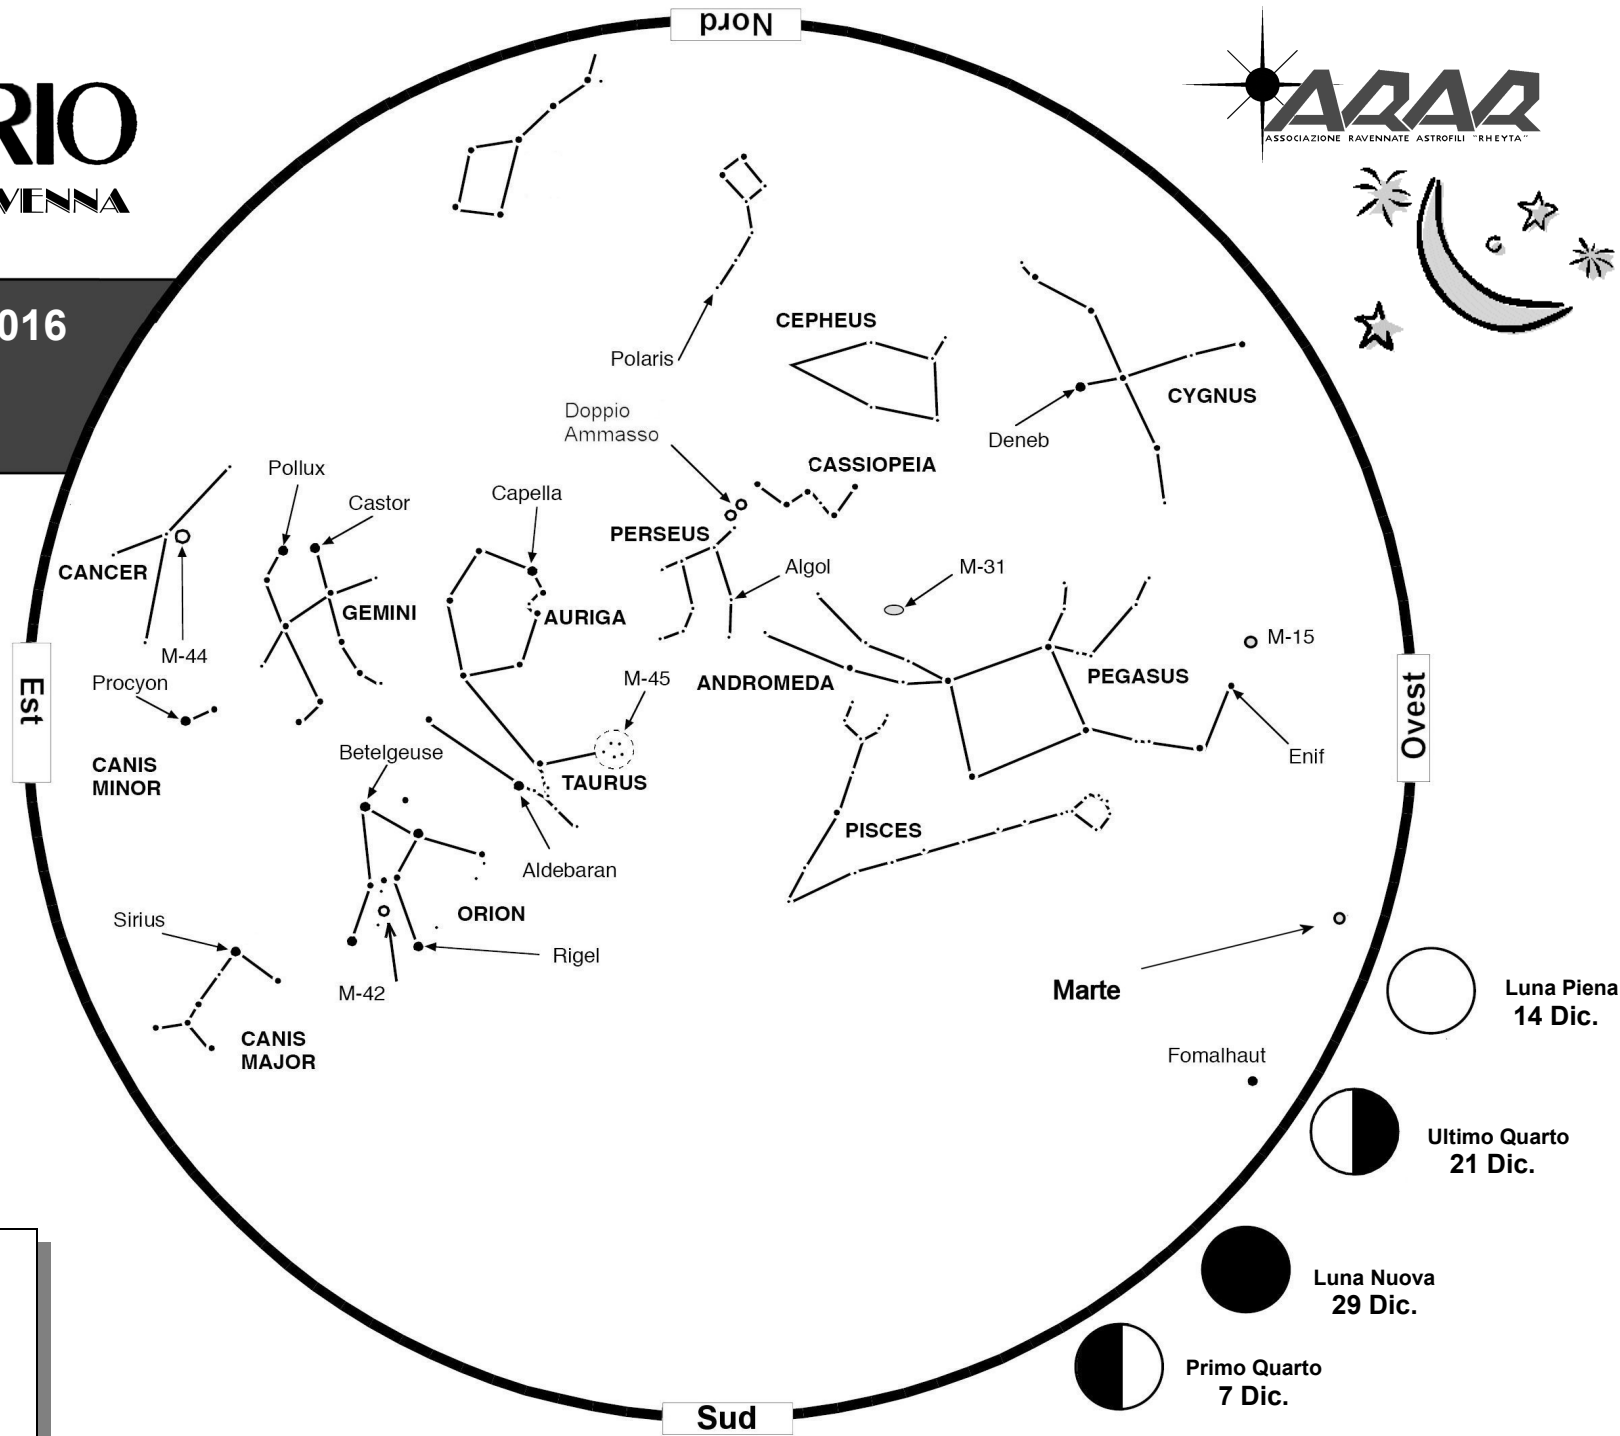 Nord
RIO
VENNA
016
ARAR
ASSOCIAZIONE RAVENNATE ASTROFILI "RHEYTA"
Polaris
CEPHEUS
CYGNUS
Deneb
Doppio
Ammasso
CASSIOPEIA
Pollux
Castor
Capella
PERSEUS
Algol
M-31
CANCER
GEMINI
AURIGA
M-44
M-15
Procyon
M-45
ANDROMEDA
PEGASUS
Est
Ovest
Enif
CANIS
MINOR
Betelgeuse
TAURUS
PISCES
Aldebaran
ORION
Sirius
Rigel
M-42
Marte
CANIS
MAJOR
Fomalhaut
Luna Piena
14 Dic.
Ultimo Quarto
21 Dic.
Luna Nuova
29 Dic.
Primo Quarto
7 Dic.
Sud